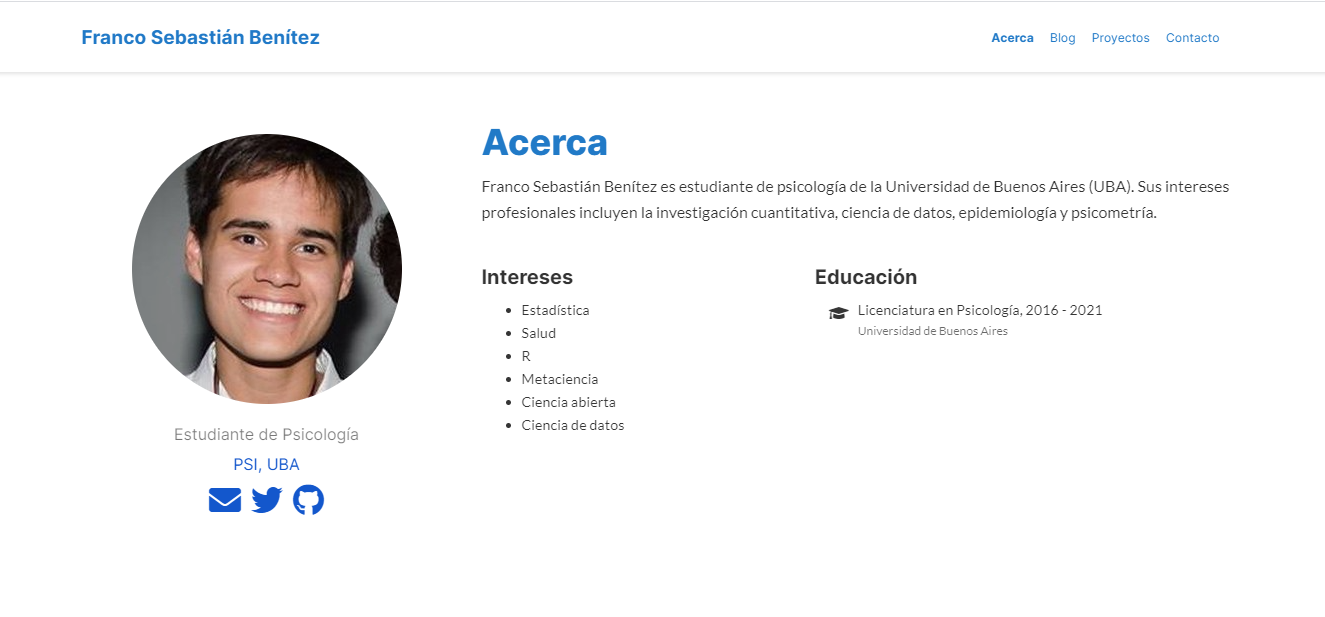 Franco Sebastián Benítez
Acerca Blog Proyectos Contacto
Estudiante de Psicología
PSI, UBA
Acerca
Franco Sebastián Benítez es estudiante de psicología de la Universidad de Buenos Aires (UBA). Sus intereses
profesionales incluyen la investigación cuantitativa, ciencia de datos, epidemiología y psicometría.
Intereses
Estadística
Salud
R
Metaciencia
Ciencia abierta
Ciencia de datos
Educación
Licenciatura en Psicología, 2016 - 2021
Universidad de Buenos Aires